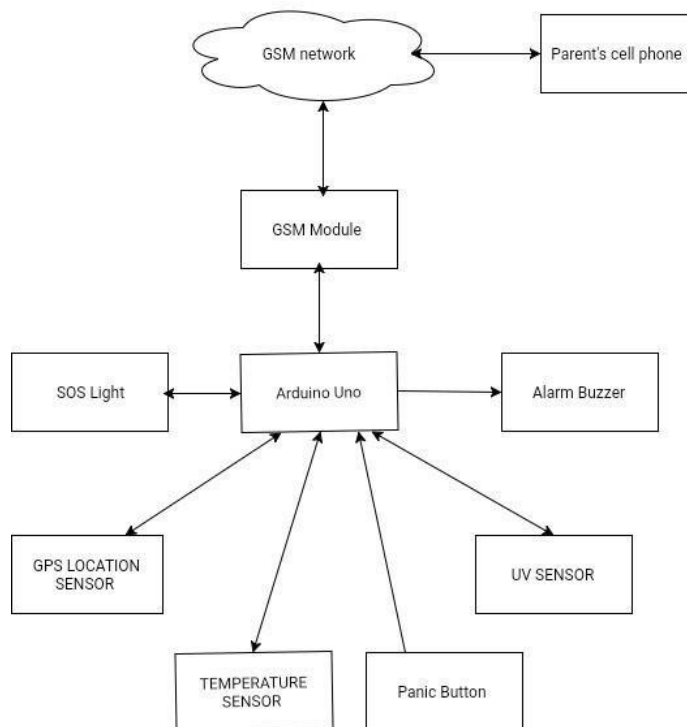 GSM network
Parent's cell phone
GSM Module
SOS Light
Arduino Uno
Alarm Buzzer
GPS LOCATION
SENSOR
UV SENSOR
TEMPERATURE
SENSOR
Panic Button